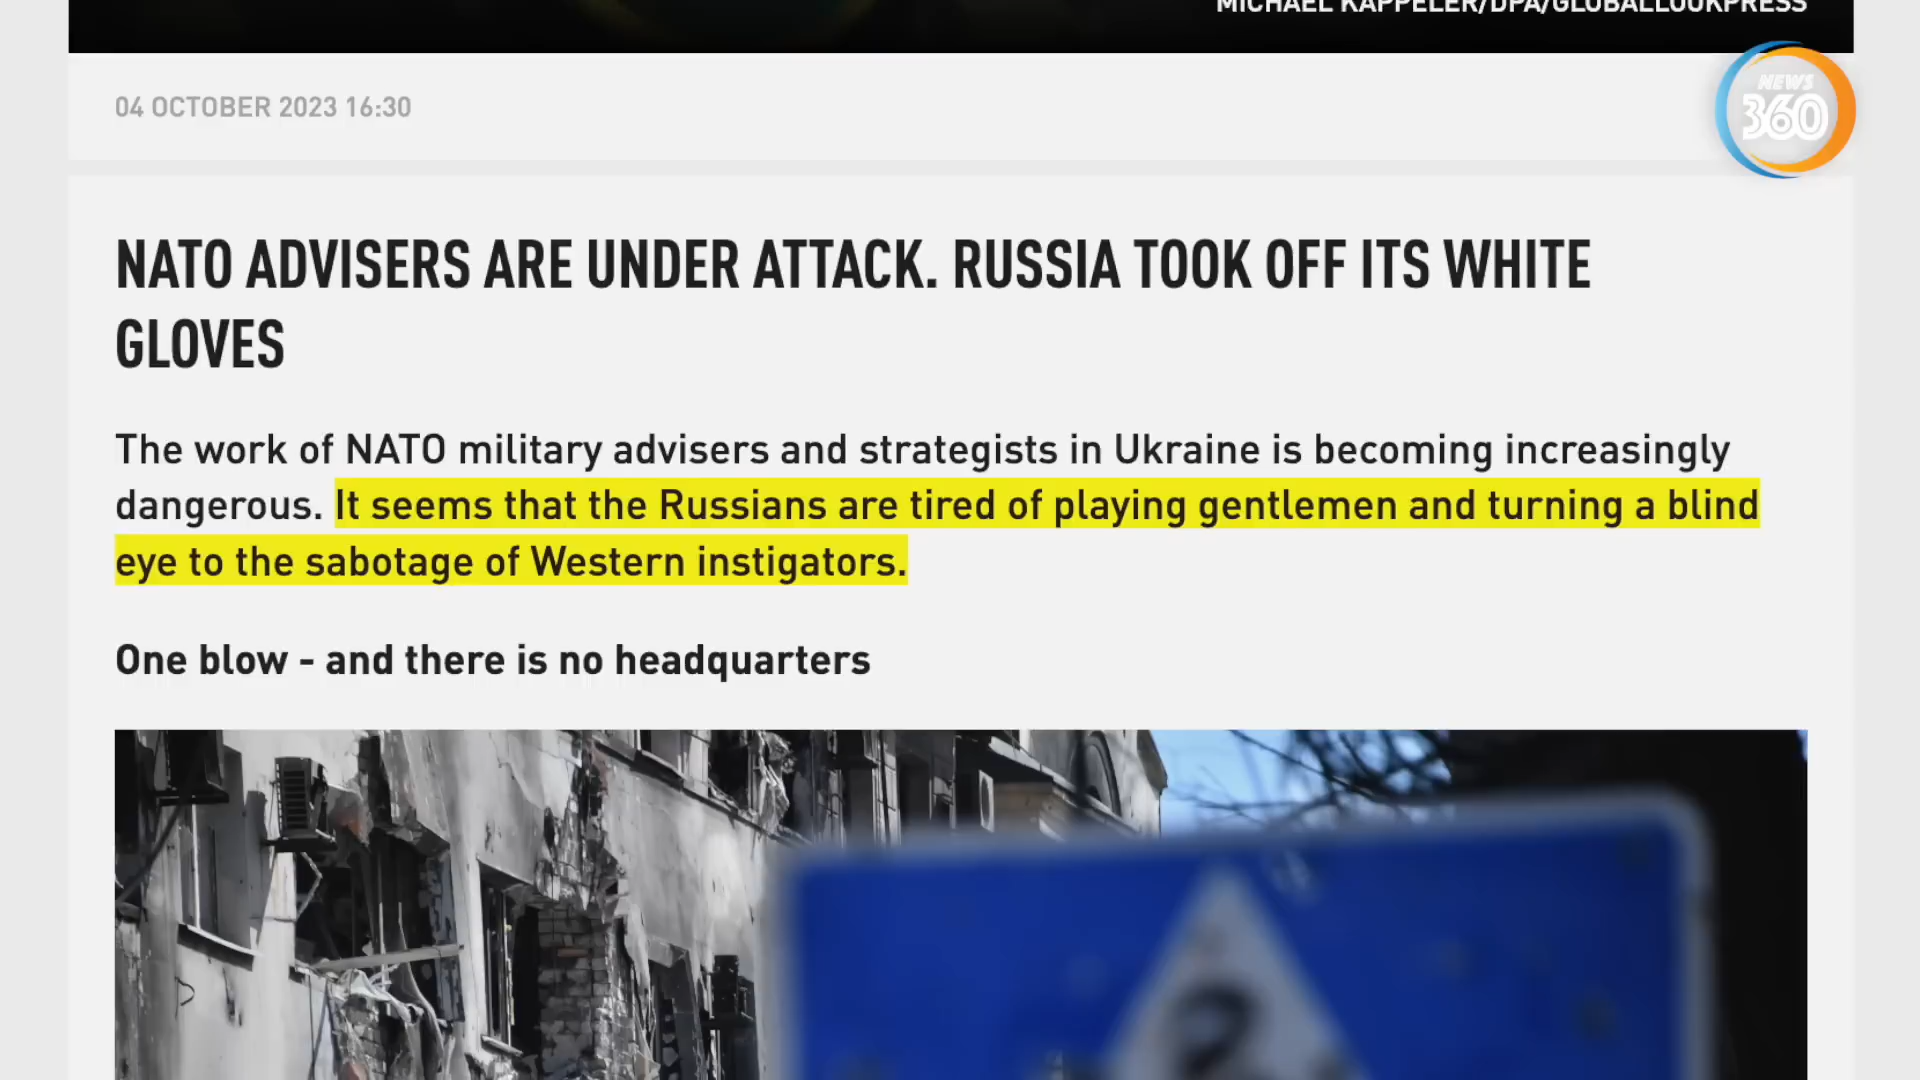 MICHAEL KAPPELER/DPA/GLOBALLOOKPRESS
04 OCTOBER 2023 16:30
NEWS
360
NATO ADVISERS ARE UNDER ATTACK. RUSSIA TOOK OFF ITS WHITE
GLOVES
The work of NATO military advisers and strategists in Ukraine is becoming increasingly
dangerous. It seems that the Russians are tired of playing gentlemen and turning a blind
eye to the sabotage of Western instigators.
One blow - and there is no headquarters